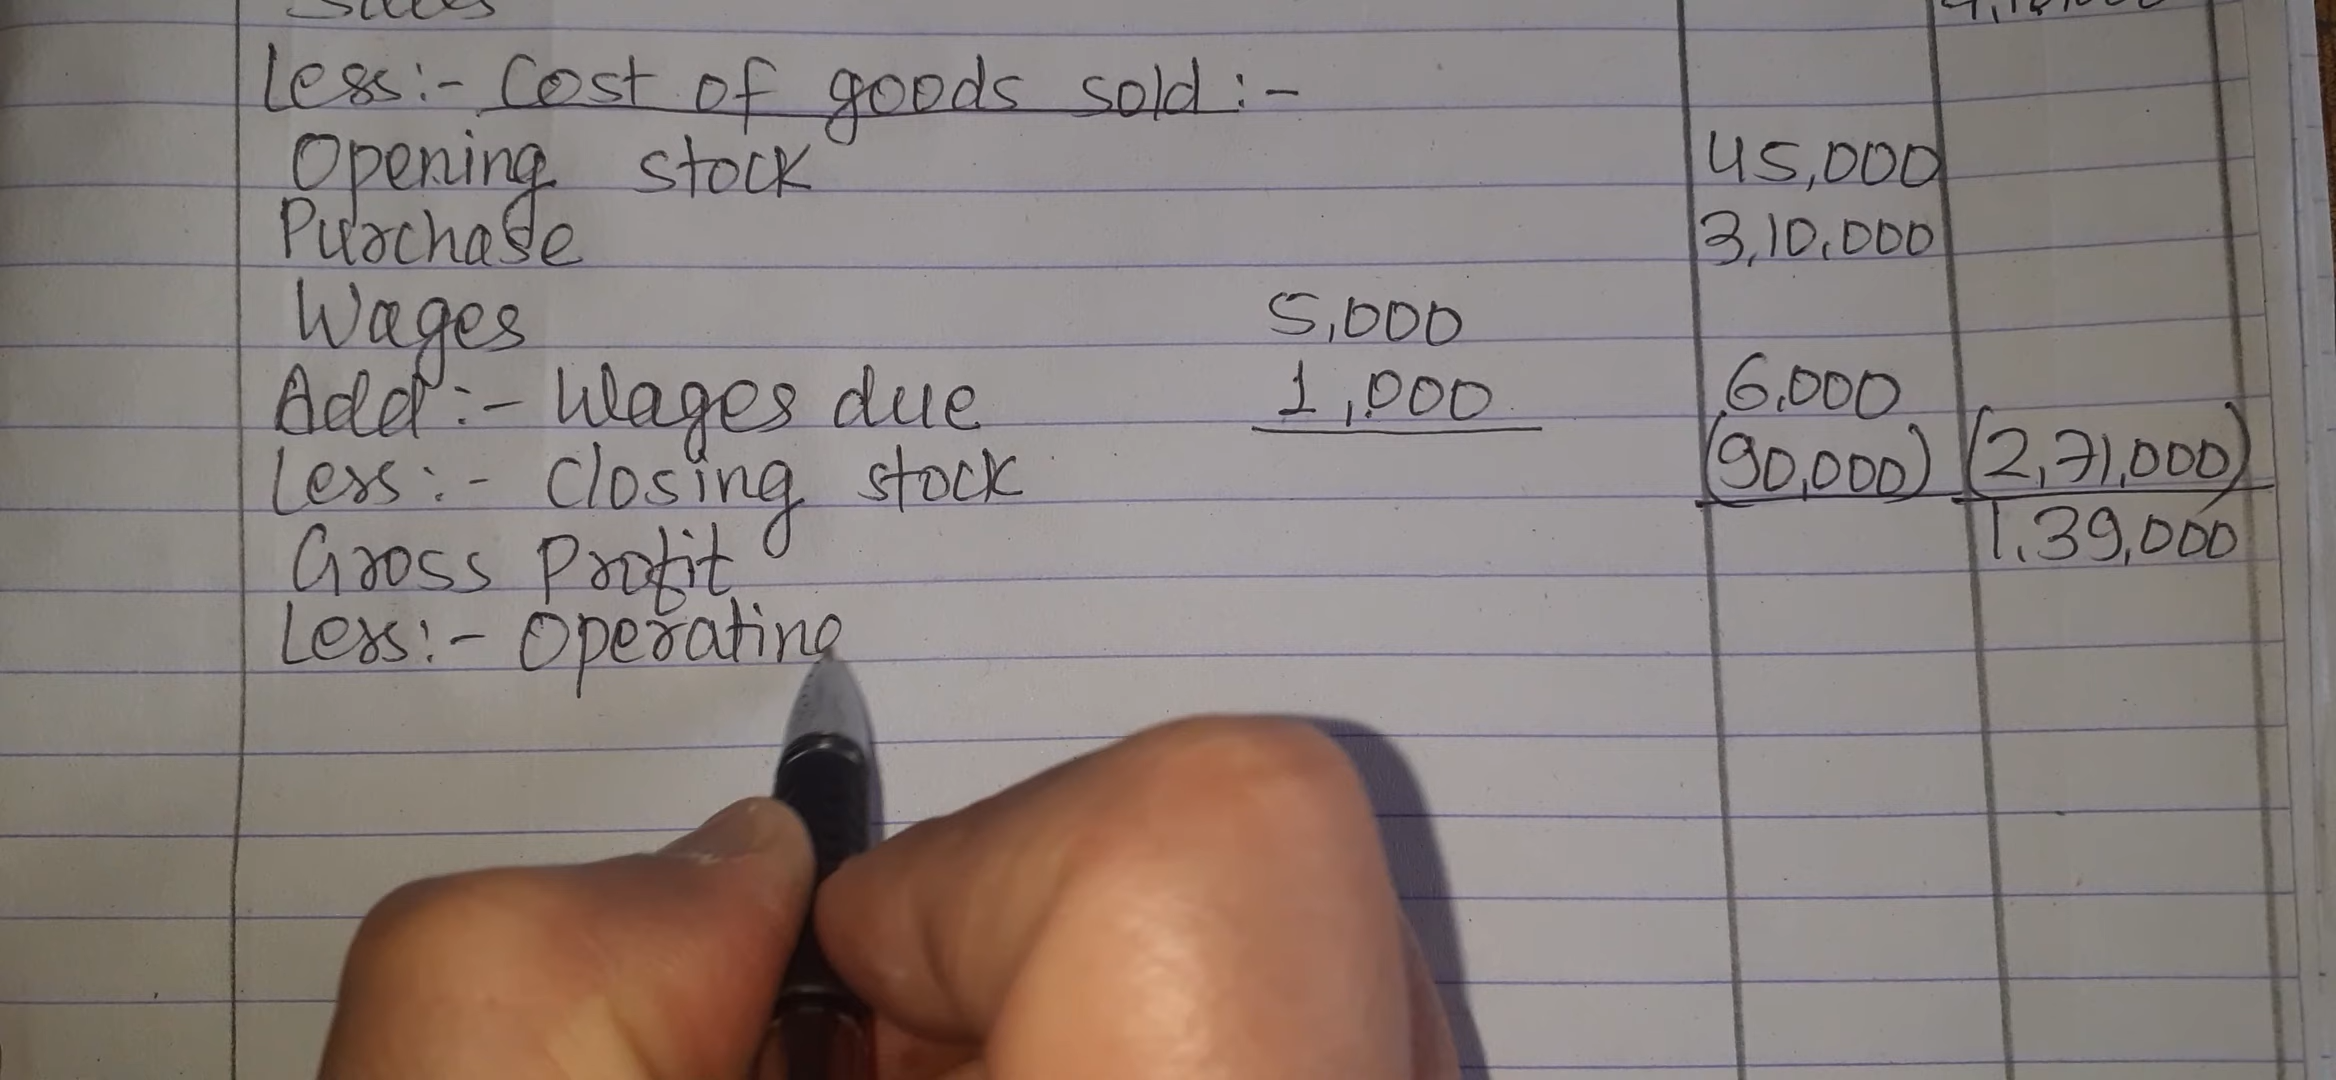 Sales
Less:- Cost of goods sold:-
Opening stock 45,000
Purchase 3,10,000
Wages 5,000
Add:- Wages due 1,000 6,000
Less:- Closing stock (90,000) (2,71,000)
Gross Profit 1,39,000
Less:- Operating